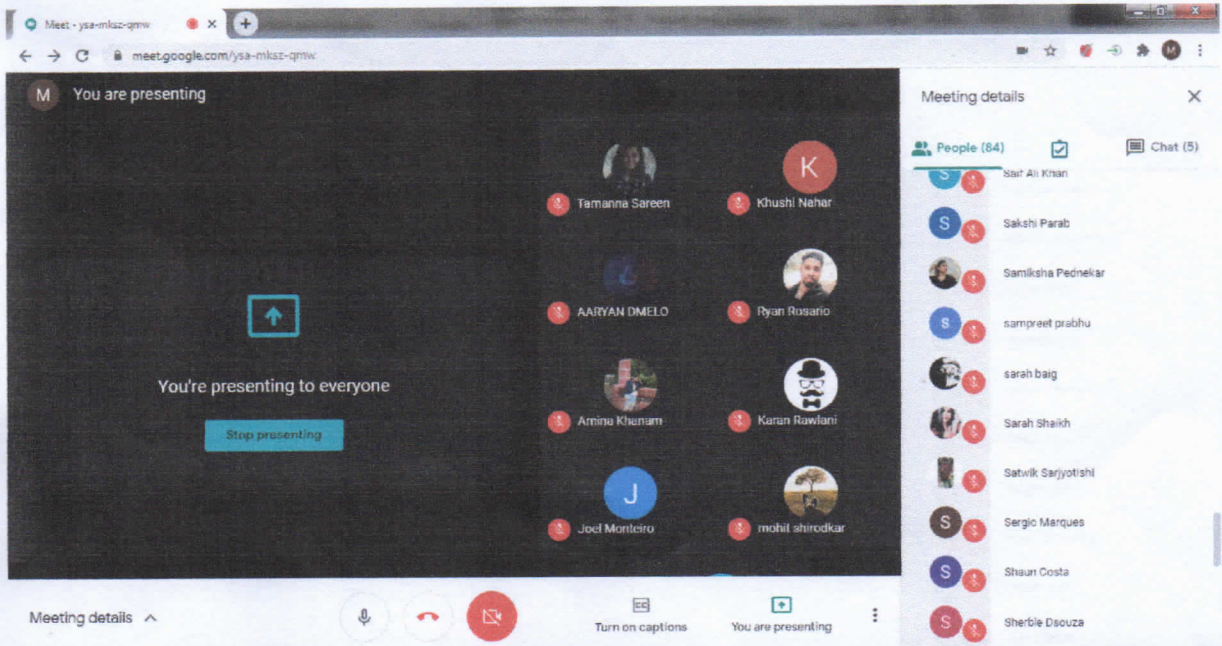 Meet - ysa-mksz-qmw
meet.google.com/ysa-mksz-qmw
M
M You are presenting
K
Tamanna Sareen
Khushi Nahar
AARYAN DMELO
Ryan Rosario
You're presenting to everyone
Stop presenting
Amina Khanum
Karan Rawlani
J
Joel Monteiro
mohit shirodkar
Meeting details
People (84)
Chat (5)
S Saif Ali Khan
S Sakshi Parab
Samiksha Pednekar
s sampreet prabhu
sarah baig
Sarah Shaikh
Satwik Sarjyotishi
S Sergio Marques
S Shaun Costa
S Sherble Dsouza
Meeting details
CC
Turn on captions
You are presenting